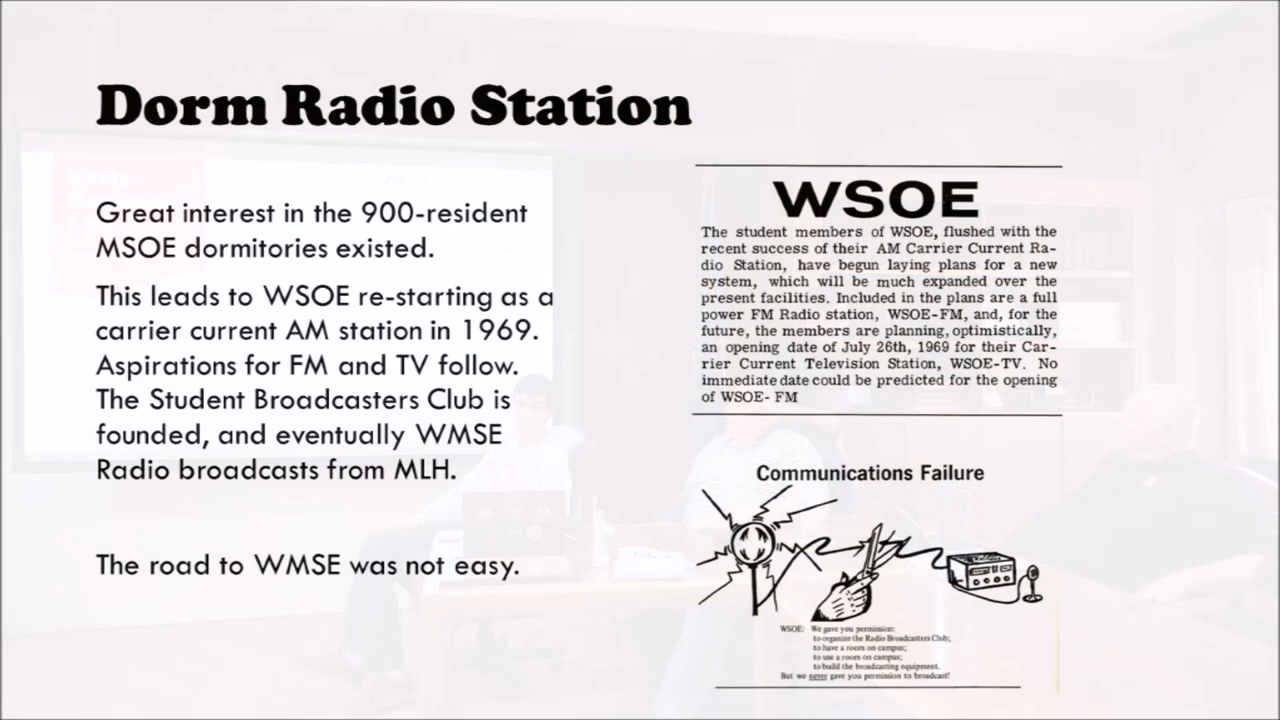 Dorm Radio Station
Great interest in the 900-resident
MSOE dormitories existed.
This leads to WSOE re-starting as a
carrier current AM station in 1969.
Aspirations for FM and TV follow.
The Student Broadcasters Club is
founded, and eventually WMSE
Radio broadcasts from MLH.
The road to WMSE was not easy.
WSOE
The student members of WSOE, flushed with the
recent success of their AM Carrier Current Ra-
dio Station, have begun laying plans for a new
system, which will be much expanded over the
present facilities. Included in the plans are a full
power FM Radio station, WSOE-FM, and, for the
future, the members are planning, optimistically,
an opening date of July 26th, 1969 for their Car-
rier Current Television Station, WSOE-TV. No
immediate date could be predicted for the opening
of WSOE- FM
Communications Failure
WSOE: We gave you permission:
to organize the Radio Broadcasters Club;
to have a room on campus;
to use a room on campus;
to build the broadcasting equipment.
But we never gave you permission to broadcast!